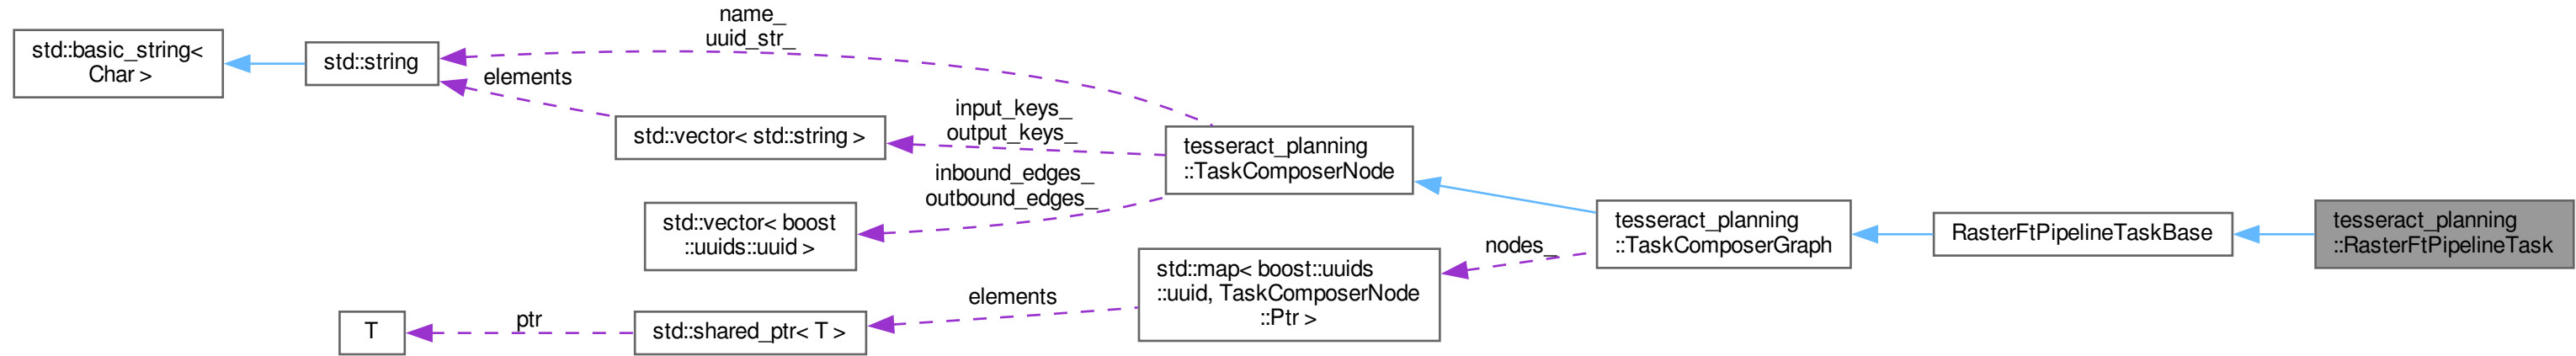 std::basic_string<
Char >
std::string
name_
uuid_str_
elements
std::vector< std::string >
input_keys_
output_keys_
inbound_edges_
outbound_edges_
std::vector< boost
::uuids::uuid >
tesseract_planning
::TaskComposerNode
T
ptr
std::shared_ptr< T >
elements
std::map< boost::uuids
::uuid, TaskComposerNode
::Ptr >
nodes_
tesseract_planning
::TaskComposerGraph
RasterFtPipelineTaskBase
tesseract_planning
::RasterFtPipelineTask